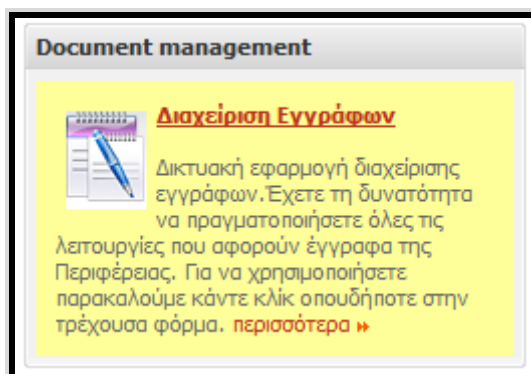 Document management
Διαχείριση Εγγράφων
Δικτυακή εφαρμογή διαχείρισης
εγγράφων.Έχετε τη δυνατότητα
να πραγματοποιήσετε όλες τις
λειτουργίες που αφορούν έγγραφα της
Περιφέρειας. Για να χρησιμοποιήσετε
παρακαλούμε κάντε κλίκ οπουδήποτε στην
τρέχουσα φόρμα. περισσότερα »